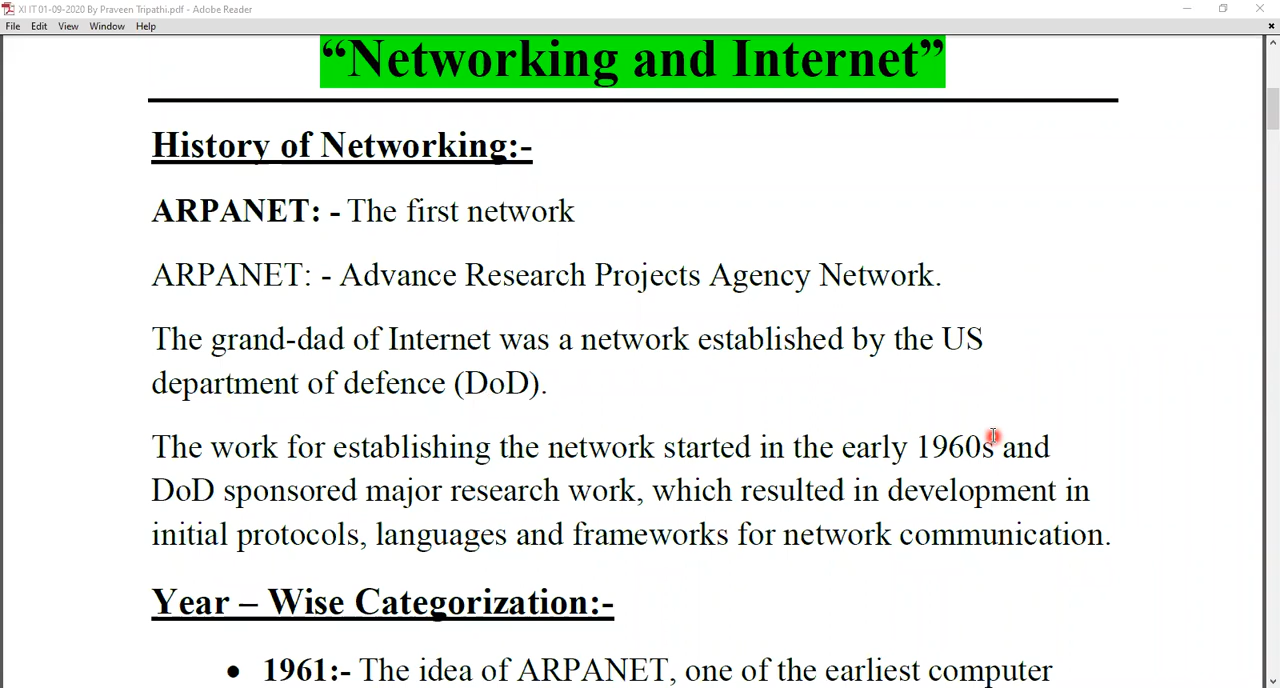 XI IT 01-09-2020 By Praveen Tripathi.pdf - Adobe Reader
File Edit View Window Help
“Networking and Internet”
History of Networking:-
ARPANET: - The first network
ARPANET: - Advance Research Projects Agency Network.
The grand-dad of Internet was a network established by the US
department of defence (DoD).
The work for establishing the network started in the early 1960s and
DoD sponsored major research work, which resulted in development in
initial protocols, languages and frameworks for network communication.
Year – Wise Categorization:-
• 1961:- The idea of ARPANET, one of the earliest computer